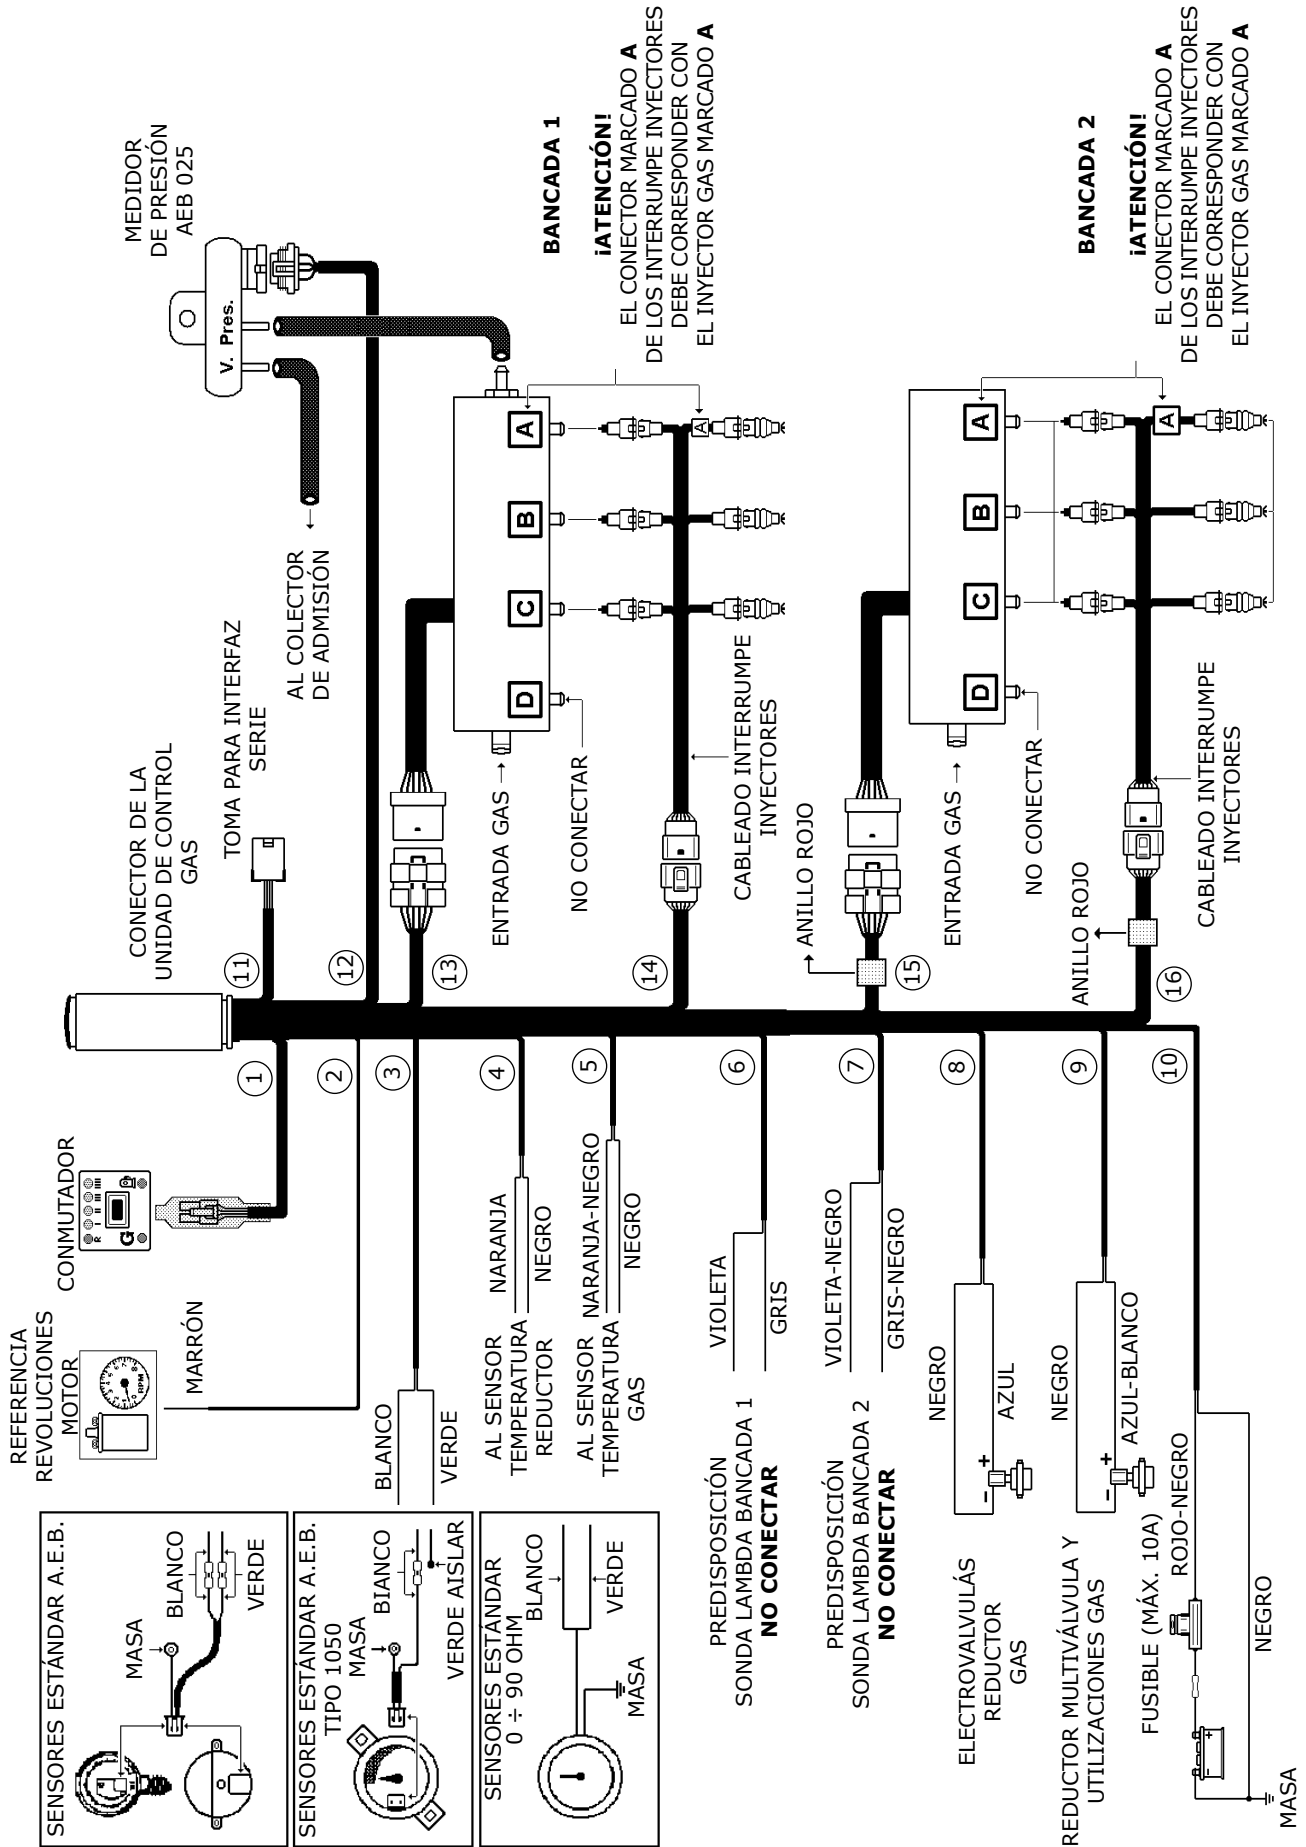 SENSORES ESTÁNDAR A.E.B.
MASA
BLANCO
VERDE
SENSORES ESTÁNDAR A.E.B.
TIPO 1050
MASA
BIANCO
VERDE AISLAR
SENSORES ESTÁNDAR
0 ÷ 90 OHM
BLANCO
VERDE
MASA
REFERENCIA
REVOLUCIONES
MOTOR
RPM
MARRÓN
CONMUTADOR
R I II III IIII
G
CONECTOR DE LA
UNIDAD DE CONTROL
GAS
TOMA PARA INTERFAZ
SERIE
AL COLECTOR
DE ADMISIÓN
MEDIDOR
DE PRESIÓN
AEB 025
V. Pres.
1
2
3
4
5
6
7
8
9
10
11
12
13
14
15
16
BLANCO
VERDE
AL SENSOR
TEMPERATURA
REDUCTOR
NARANJA
NEGRO
AL SENSOR
TEMPERATURA
GAS
NARANJA-NEGRO
NEGRO
PREDISPOSICIÓN
SONDA LAMBDA BANCADA 1
NO CONECTAR
VIOLETA
GRIS
PREDISPOSICIÓN
SONDA LAMBDA BANCADA 2
NO CONECTAR
VIOLETA-NEGRO
GRIS-NEGRO
ELECTROVALVULÁS
REDUCTOR
GAS
NEGRO
AZUL
- +
REDUCTOR MULTIVÁLVULA Y
UTILIZACIONES GAS
NEGRO
AZUL-BLANCO
- +
FUSIBLE (MÁX. 10A)
ROJO-NEGRO
NEGRO
- +
MASA
D
C
B
A
A
ENTRADA GAS
NO CONECTAR
CABLEADO INTERRUMPE
INYECTORES
BANCADA 1
¡ATENCIÓN!
EL CONECTOR MARCADO A
DE LOS INTERRUMPE INYECTORES
DEBE CORRESPONDER CON
EL INYECTOR GAS MARCADO A
ANILLO ROJO
D
C
B
A
A
ENTRADA GAS
NO CONECTAR
ANILLO ROJO
CABLEADO INTERRUMPE
INYECTORES
BANCADA 2
¡ATENCIÓN!
EL CONECTOR MARCADO A
DE LOS INTERRUMPE INYECTORES
DEBE CORRESPONDER CON
EL INYECTOR GAS MARCADO A